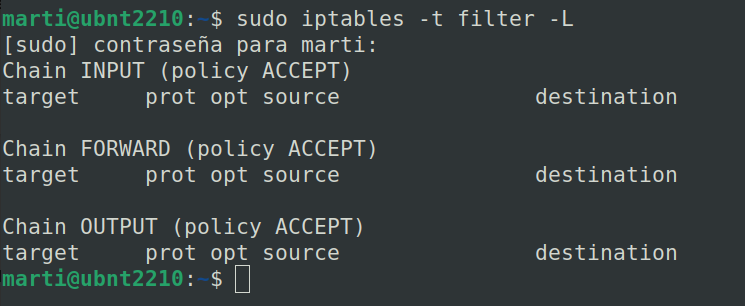 marti@ubnt2210:~$ sudo iptables -t filter -L
[sudo] contraseña para marti:
Chain INPUT (policy ACCEPT)
target     prot opt source               destination

Chain FORWARD (policy ACCEPT)
target     prot opt source               destination

Chain OUTPUT (policy ACCEPT)
target     prot opt source               destination
marti@ubnt2210:~$